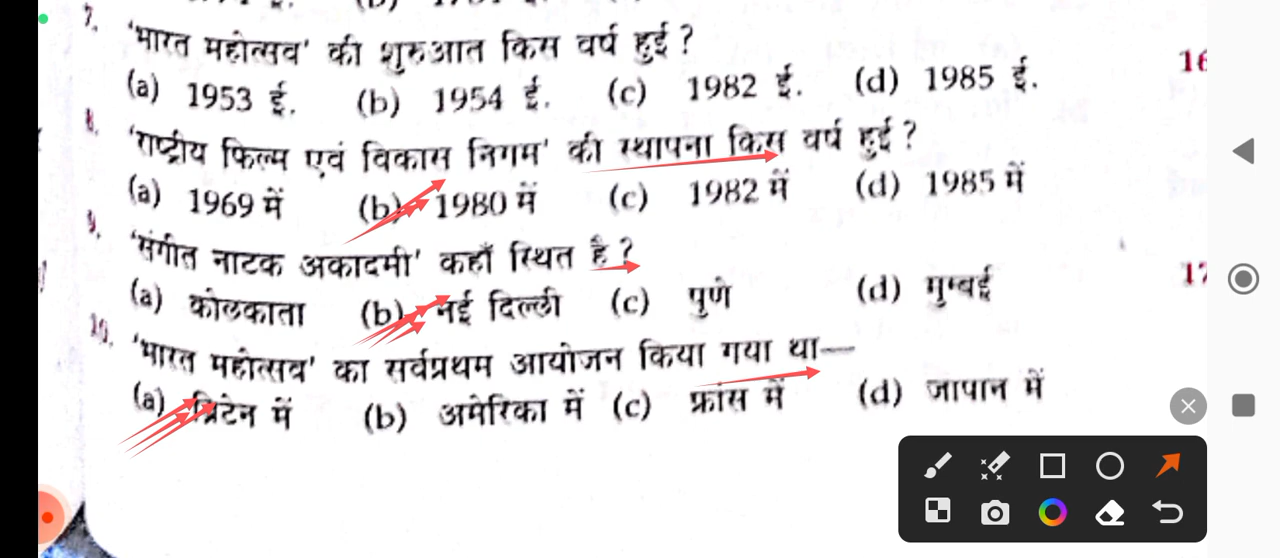 7. 'भारत महोत्सव' की शुरुआत किस वर्ष हुई ?
(a) 1953 ई. (b) 1954 ई. (c) 1982 ई. (d) 1985 ई.
8. 'राष्ट्रीय फिल्म एवं विकास निगम' की स्थापना किस वर्ष हुई ?
(a) 1969 में (b) 1980 में (c) 1982 में (d) 1985 में
9. 'संगीत नाटक अकादमी' कहाँ स्थित है ?
(a) कोलकाता (b) नई दिल्ली (c) पुणे (d) मुम्बई
10. 'भारत महोत्सव' का सर्वप्रथम आयोजन किया गया था—
(a) ब्रिटेन में (b) अमेरिका में (c) फ्रांस में (d) जापान में
16
17